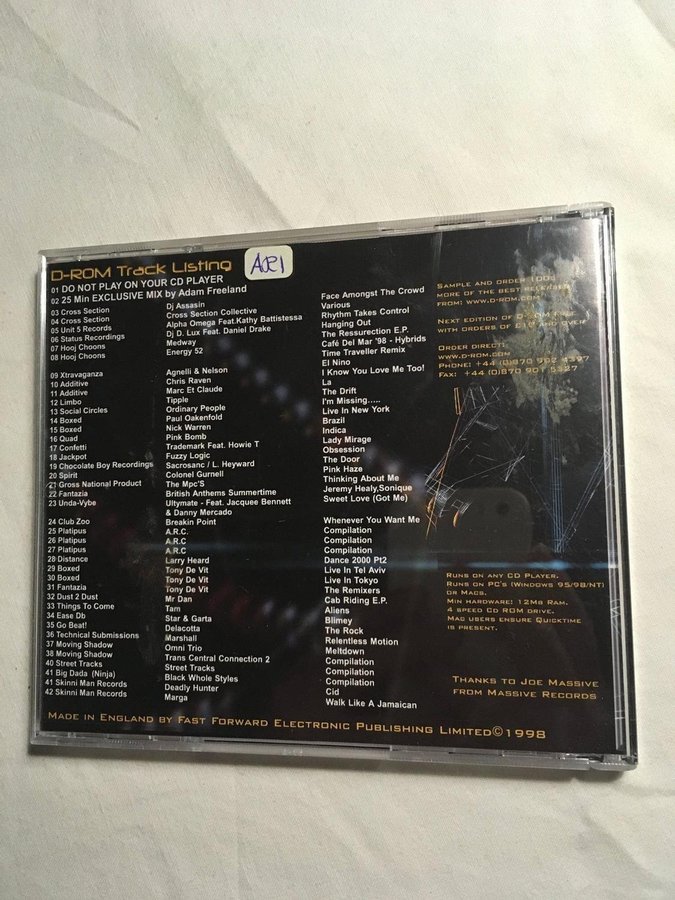 D-ROM Track Listing
A021
01 DO NOT PLAY ON YOUR CD PLAYER
02 25 Min EXCLUSIVE MIX by Adam Freeland
03 Cross Section Dj Assasin Face Amongst The Crowd
04 Cross Section Cross Section Collective Various
05 Unit 5 Records Alpha Omega Feat.Kathy Battistessa Rhythm Takes Control
06 Status Recordings Dj D. Lux Feat. Daniel Drake Hanging Out
07 Hooj Choons Medway The Ressurection E.P.
08 Hooj Choons Energy 52 Café Del Mar '98 - Hybrids
Time Traveller Remix
09 Xtravaganza Agnelli & Nelson El Nino
10 Additive Chris Raven I Know You Love Me Too!
11 Additive Marc Et Claude La
12 Limbo Tipple The Drift
13 Social Circles Ordinary People I'm Missing.....
14 Boxed Paul Oakenfold Live In New York
15 Boxed Nick Warren Brazil
16 Quad Pink Bomb Indica
17 Confetti Trademark Feat. Howie T Lady Mirage
18 Jackpot Fuzzy Logic Obsession
19 Chocolate Boy Recordings Sacrosanc / L. Heyward The Door
20 Spirit Colonel Gurnell Pink Haze
21 Gross National Product The Mpc'S Thinking About Me
22 Fantazia British Anthems Summertime Jeremy Healy,Sonique
23 Unda-Vybe Ultymate - Feat. Jacquee Bennett Sweet Love (Got Me)
& Danny Mercado
24 Club Zoo Breakin Point Whenever You Want Me
25 Platipus A.R.C. Compilation
26 Platipus A.R.C Compilation
27 Platipus A.R.C Compilation
28 Distance Larry Heard Dance 2000 Pt2
29 Boxed Tony De Vit Live In Tel Aviv
30 Boxed Tony De Vit Live In Tokyo
31 Fantazia Tony De Vit The Remixers
32 Dust 2 Dust Mr Dan Cab Riding E.P.
33 Things To Come Tam Aliens
34 Ease Db Star & Garta Blimey
35 Go Beat! Delacotta The Rock
36 Technical Submissions Marshall Relentless Motion
37 Moving Shadow Omni Trio Meltdown
38 Moving Shadow Trans Central Connection 2 Compilation
40 Street Tracks Street Tracks Compilation
41 Big Dada (Ninja) Black Whole Styles Compilation
41 Skinni Man Records Deadly Hunter Cid
42 Skinni Man Records Marga Walk Like A Jamaican
Sample and order 100s
more of the best releases
from: www.d-rom.com
Next edition of D-Rom free
with orders of £10 and over
Order direct:
www.d-rom.com
Phone: +44 (0)870 902 4397
Fax: +44 (0)870 901 5327
Runs on any CD Player.
Runs on PC's (Windows 95/98/NT)
or Macs.
Min hardware: 12Mb Ram.
4 speed Cd Rom drive.
Mac users ensure Quicktime
is present.
Thanks to Joe Massive
from Massive Records
Made in England by Fast Forward Electronic Publishing Limited©1998